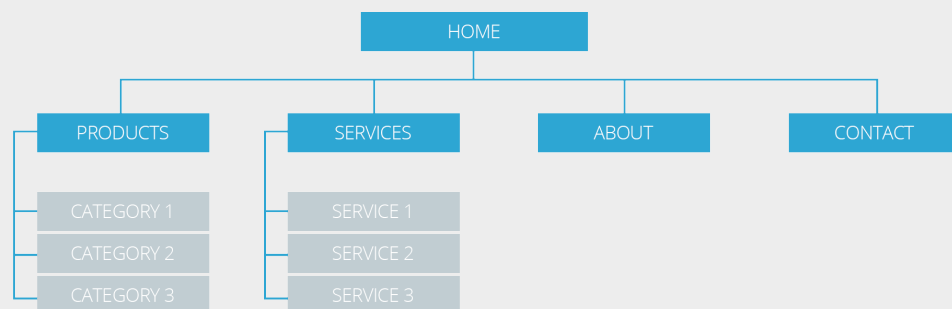 HOME
PRODUCTS
SERVICES
ABOUT
CONTACT
CATEGORY 1
SERVICE 1
CATEGORY 2
SERVICE 2
CATEGORY 3
SERVICE 3